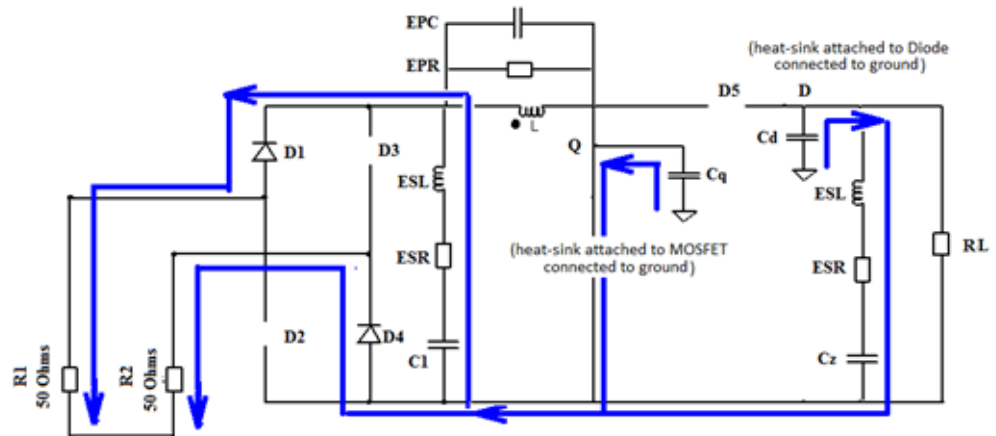 EPC
EPR
(heat-sink attached to Diode
connected to ground)
D5
D
L
D1
D3
Q
Cd
Cq
ESL
ESL
(heat-sink attached to MOSFET
connected to ground)
ESR
ESR
RL
D2
D4
C1
Cz
R1
50 Ohms
R2
50 Ohms